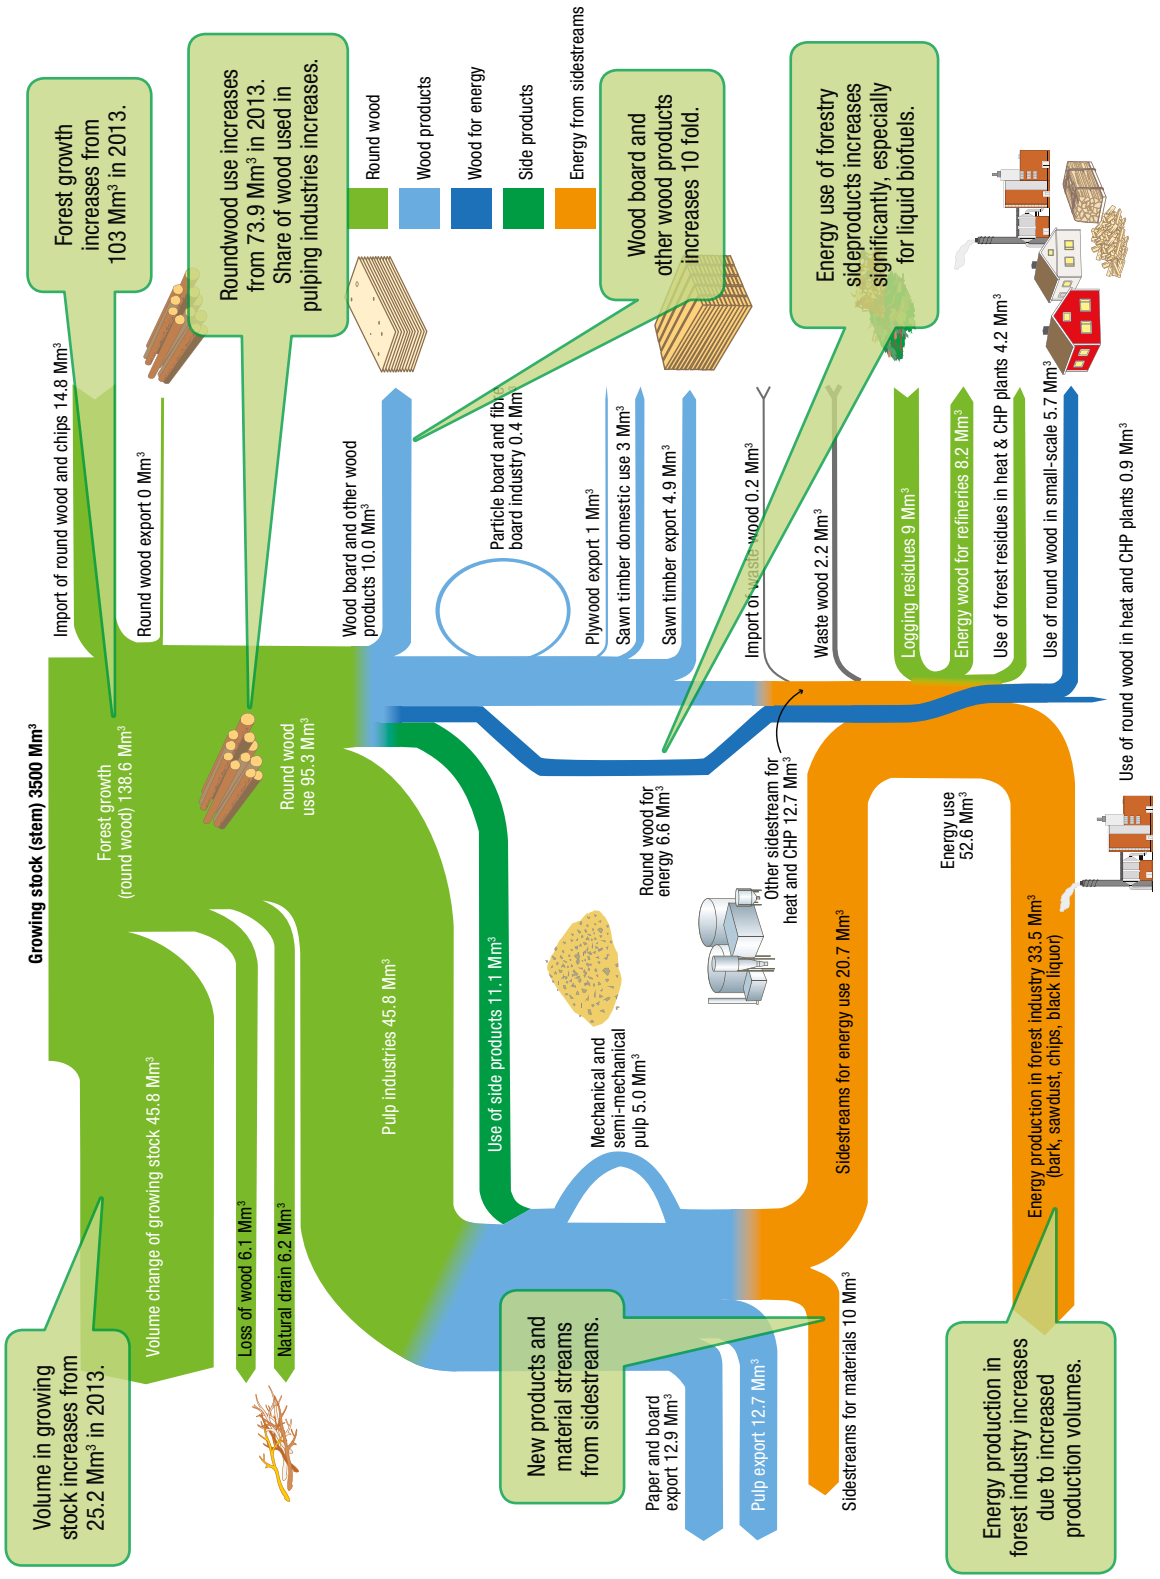 Growing stock (stem) 3500 Mm³
Volume in growing
stock increases from
25.2 Mm³ in 2013.
Forest growth
increases from
103 Mm³ in 2013.
Roundwood use increases
from 73.9 Mm³ in 2013.
Share of wood used in
pulping industries increases.
Import of round wood and chips 14.8 Mm³
Round wood export 0 Mm³
Forest growth
(round wood) 138.6 Mm³
Volume change of growing stock 45.8 Mm³
Loss of wood 6.1 Mm³
Natural drain 6.2 Mm³
Round wood
use 95.3 Mm³
Pulp industries 45.8 Mm³
Round wood
Wood products
Wood for energy
Side products
Energy from sidestreams
Wood board and other wood
products 10.0 Mm³
Wood board and
other wood products
increases 10 fold.
Particle board and fibre
board industry 0.4 Mm³
Use of side products 11.1 Mm³
Plywood export 1 Mm³
Sawn timber domestic use 3 Mm³
Sawn timber export 4.9 Mm³
Mechanical and
semi-mechanical
pulp 5.0 Mm³
Round wood for
energy 6.6 Mm³
New products and
material streams
from sidestreams.
Paper and board
export 12.9 Mm³
Pulp export 12.7 Mm³
Import of waste wood 0.2 Mm³
Waste wood 2.2 Mm³
Other sidestream for
heat and CHP 12.7 Mm³
Energy use of forestry
sideproducts increases
significantly, especially
for liquid biofuels.
Sidestreams for energy use 20.7 Mm³
Sidestreams for materials 10 Mm³
Logging residues 9 Mm³
Energy wood for refineries 8.2 Mm³
Use of forest residues in heat & CHP plants 4.2 Mm³
Use of round wood in small-scale 5.7 Mm³
Energy use
52.6 Mm³
Energy production in forest industry 33.5 Mm³
(bark, sawdust, chips, black liquor)
Energy production in
forest industry increases
due to increased
production volumes.
Use of round wood in heat and CHP plants 0.9 Mm³